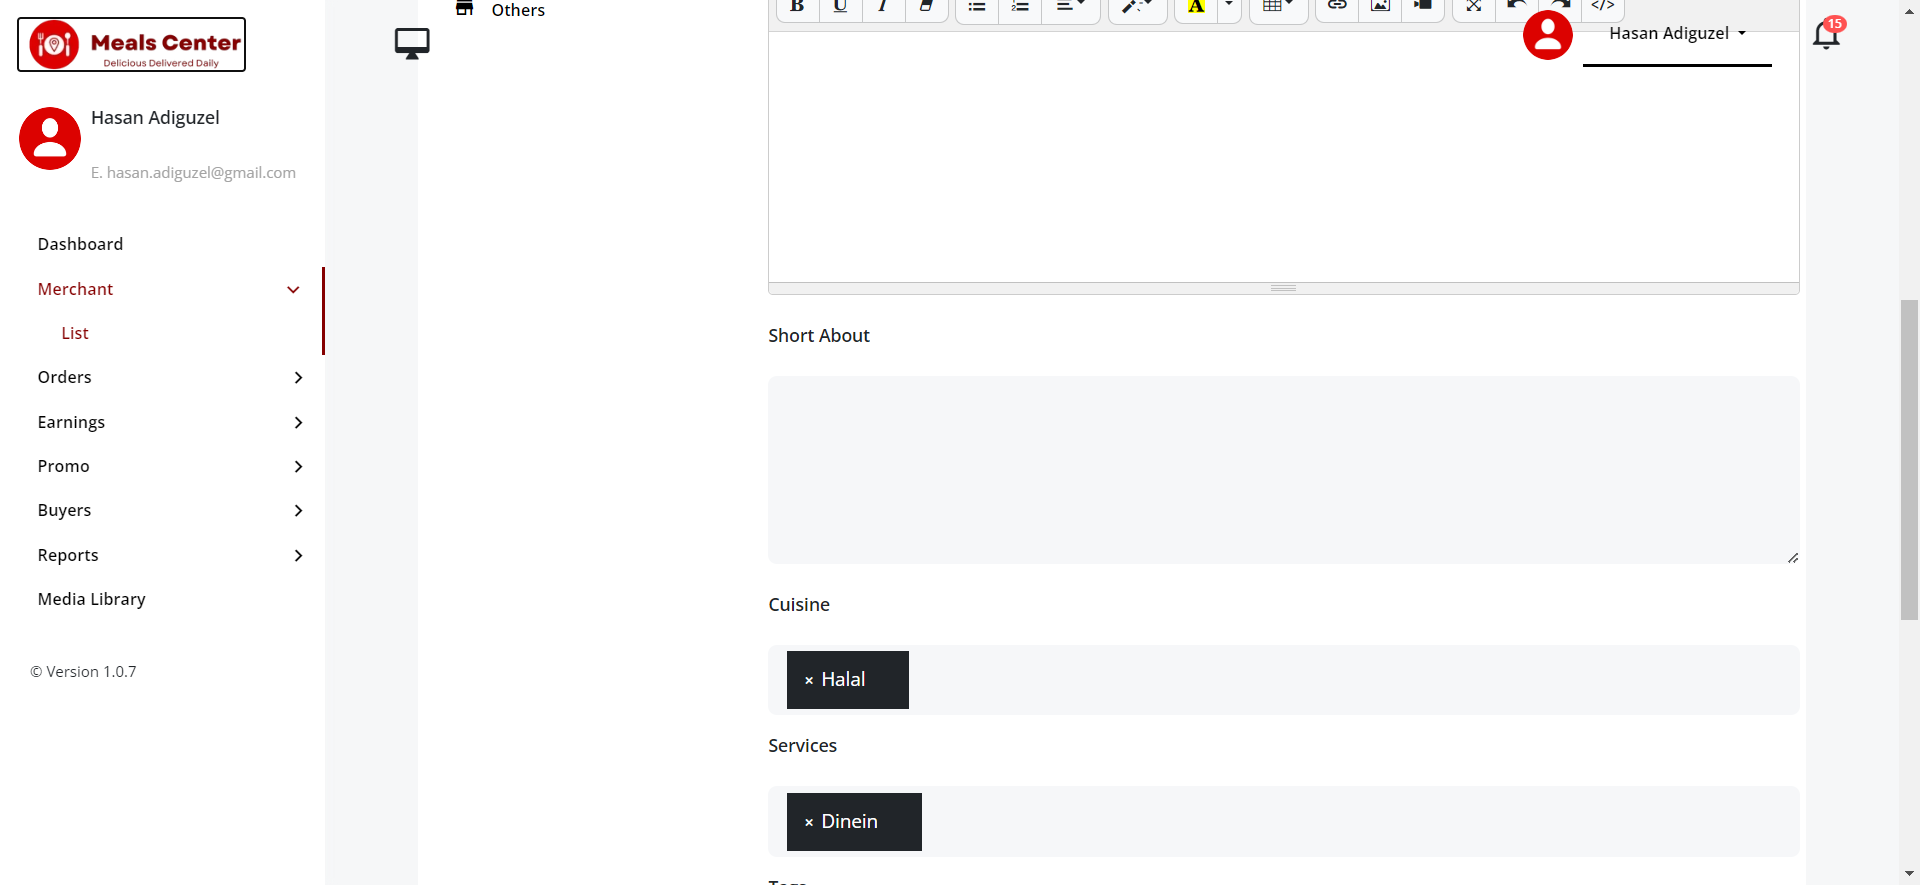 Meals Center
Delicious Delivered Daily
Hasan Adiguzel
E. hasan.adiguzel@gmail.com
Dashboard
Merchant
List
Orders
Earnings
Promo
Buyers
Reports
Media Library
© Version 1.0.7
Others
B U I A </>
Hasan Adiguzel
15
Short About
Cuisine
× Halal
Services
× Dinein
Tags